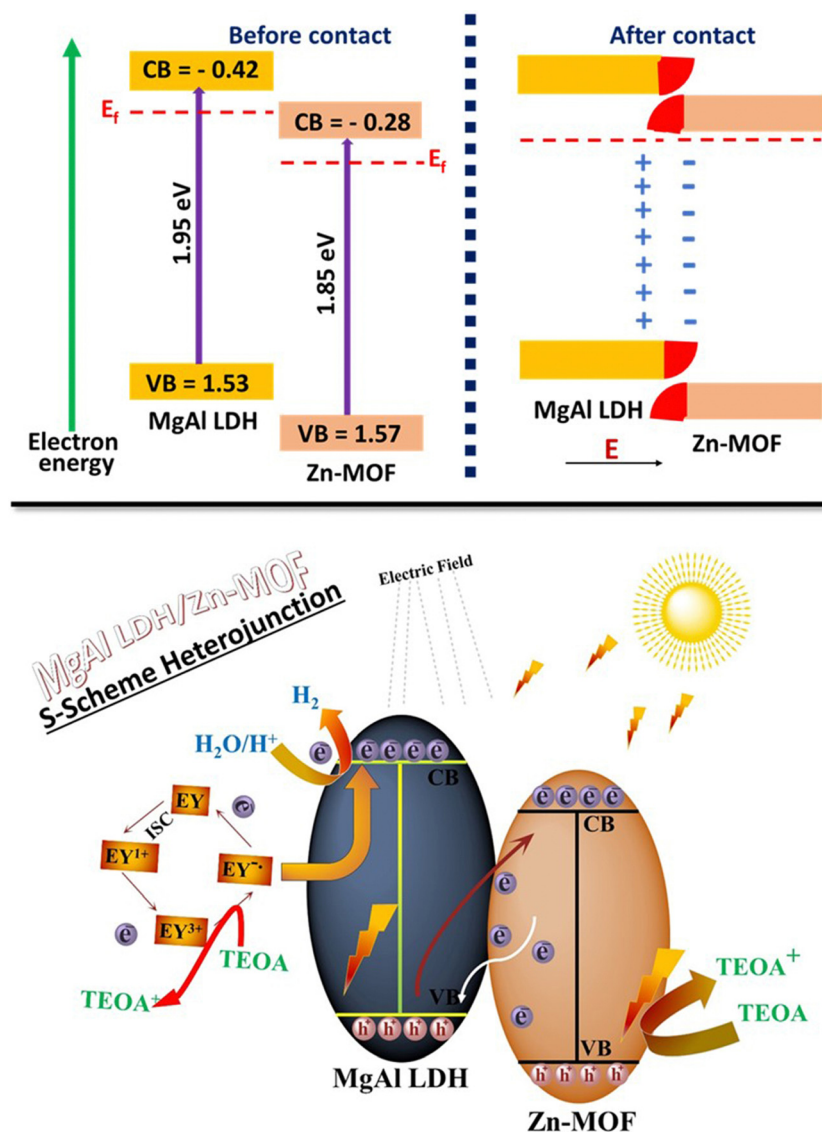 Before contact
After contact
CB = - 0.42
E_f
CB = - 0.28
E_f
1.95 eV
1.85 eV
VB = 1.53
MgAl LDH
VB = 1.57
Zn-MOF
Electron
energy
+ -
+ -
+ -
+ -
+ -
+ -
+ -
MgAl LDH
Zn-MOF
E
MgAl LDH/Zn-MOF
S-Scheme Heterojunction
Electric Field
H₂
H₂O/H⁺
e⁻
e⁻ e⁻ e⁻ e⁻
CB
EY
e⁻
ISC
EY¹⁺
EY⁻•
EY³⁺
e⁻
TEOA
TEOA⁺
e⁻ e⁻ e⁻ e⁻
CB
e⁻
e⁻
e⁻
e⁻
VB
h⁺ h⁺ h⁺ h⁺
MgAl LDH
TEOA⁺
TEOA
VB
h⁺ h⁺ h⁺ h⁺
Zn-MOF